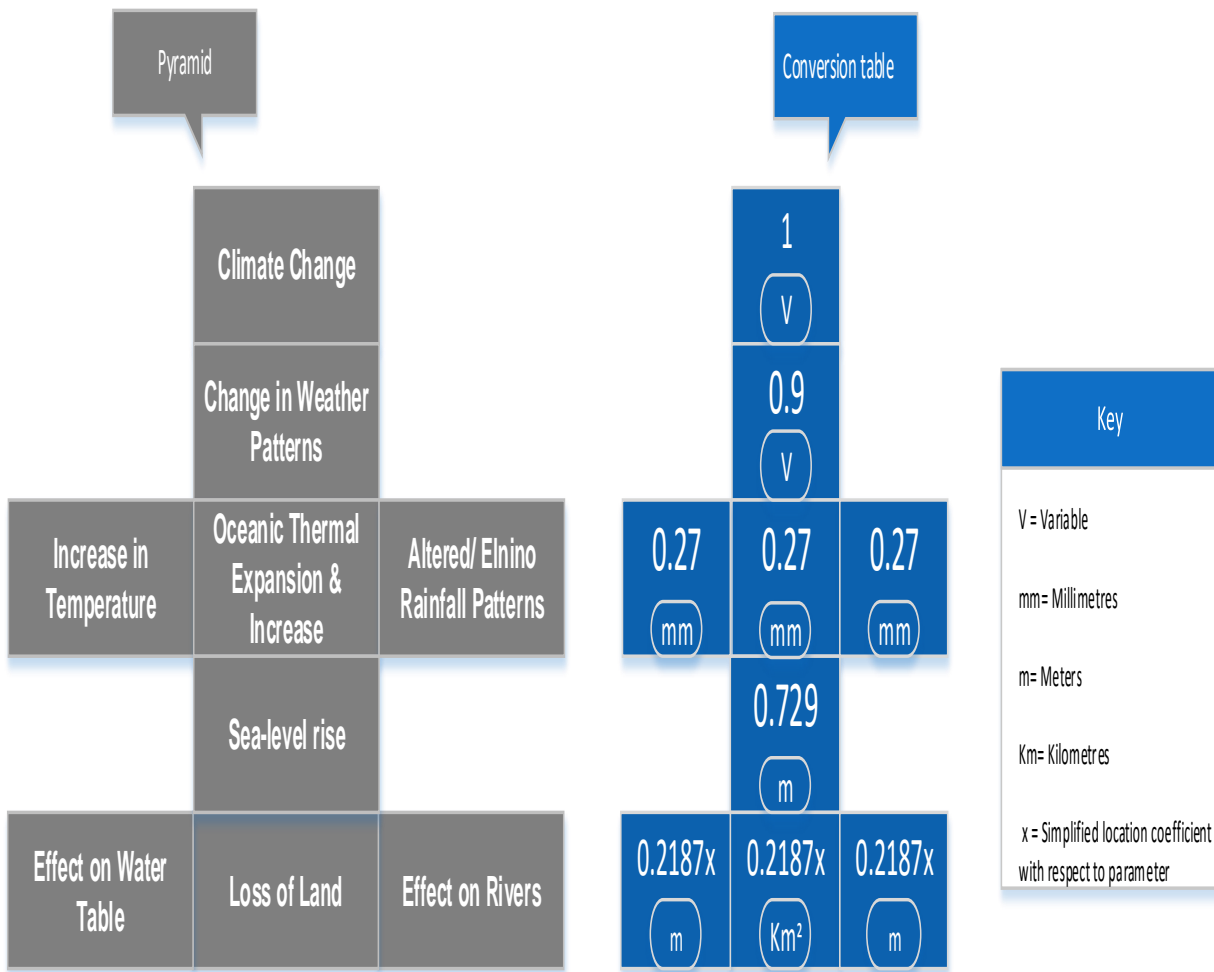 Pyramid
Conversion table
Climate Change
1
V
Change in Weather
Patterns
0.9
V
Key
V = Variable
mm= Millimetres
m= Meters
Km= Kilometres
x = Simplified location coefficient
with respect to parameter
Increase in
Temperature
Oceanic Thermal
Expansion &
Increase
Altered/ Elnino
Rainfall Patterns
0.27
mm
0.27
mm
0.27
mm
Sea-level rise
0.729
m
Effect on Water
Table
Loss of Land
Effect on Rivers
0.2187x
m
0.2187x
Km²
0.2187x
m